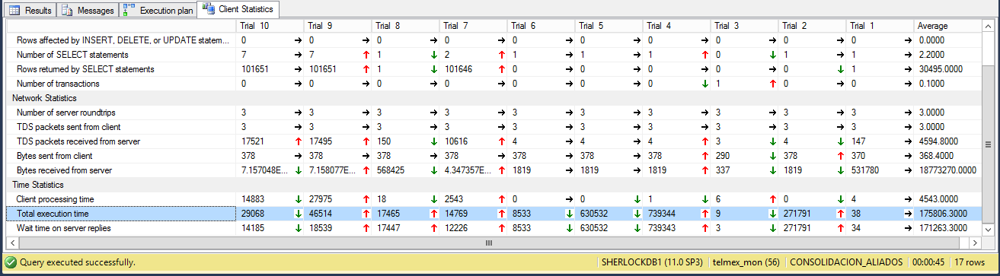 Results Messages Execution plan Client Statistics
Trial 10 Trial 9 Trial 8 Trial 7 Trial 6 Trial 5 Trial 4 Trial 3 Trial 2 Trial 1 Average
Rows affected by INSERT, DELETE, or UPDATE statem... 0 → 0 → 0 → 0 → 0 → 0 → 0 → 0 → 0 → 0 → 0.0000
Number of SELECT statements 7 → 7 ↑ 1 ↓ 2 ↑ 1 → 1 → 1 ↑ 0 ↓ 1 → 1 → 2.2000
Rows returned by SELECT statements 101651 → 101651 ↑ 1 ↓ 101646 ↑ 0 → 0 → 0 → 0 → 0 ↓ 1 → 30495.0000
Number of transactions 0 → 0 → 0 → 0 → 0 → 0 → 0 ↓ 1 ↑ 0 → 0 → 0.1000
Network Statistics
Number of server roundtrips 3 → 3 → 3 → 3 → 3 → 3 → 3 → 3 → 3 → 3 → 3.0000
TDS packets sent from client 3 → 3 → 3 → 3 → 3 → 3 → 3 → 3 → 3 → 3 → 3.0000
TDS packets received from server 17521 ↑ 17495 ↑ 150 ↓ 10616 ↑ 4 → 4 → 4 ↑ 3 ↓ 4 ↓ 147 → 4594.8000
Bytes sent from client 378 → 378 → 378 → 378 → 378 → 378 → 378 ↑ 290 ↓ 378 ↑ 370 → 368.4000
Bytes received from server 7.157048E... ↓ 7.158077E... ↑ 568425 ↓ 4.347357E... ↑ 1819 → 1819 → 1819 ↑ 337 ↓ 1819 ↓ 531780 → 18773270.0000
Time Statistics
Client processing time 14883 ↓ 27975 ↑ 18 ↓ 2543 ↑ 0 → 0 ↓ 1 ↓ 6 ↑ 0 ↓ 4 → 4543.0000
Total execution time 29068 ↓ 46514 ↑ 17465 ↑ 14769 ↑ 8533 ↓ 630532 ↓ 739344 ↑ 9 ↓ 271791 ↑ 38 → 175806.3000
Wait time on server replies 14185 ↓ 18539 ↑ 17447 ↑ 12226 ↑ 8533 ↓ 630532 ↓ 739343 ↑ 3 ↓ 271791 ↑ 34 → 171263.3000
Query executed successfully. SHERLOCKDB1 (11.0 SP3) telmex_mon (56) CONSOLIDACION_ALIADOS 00:00:45 17 rows